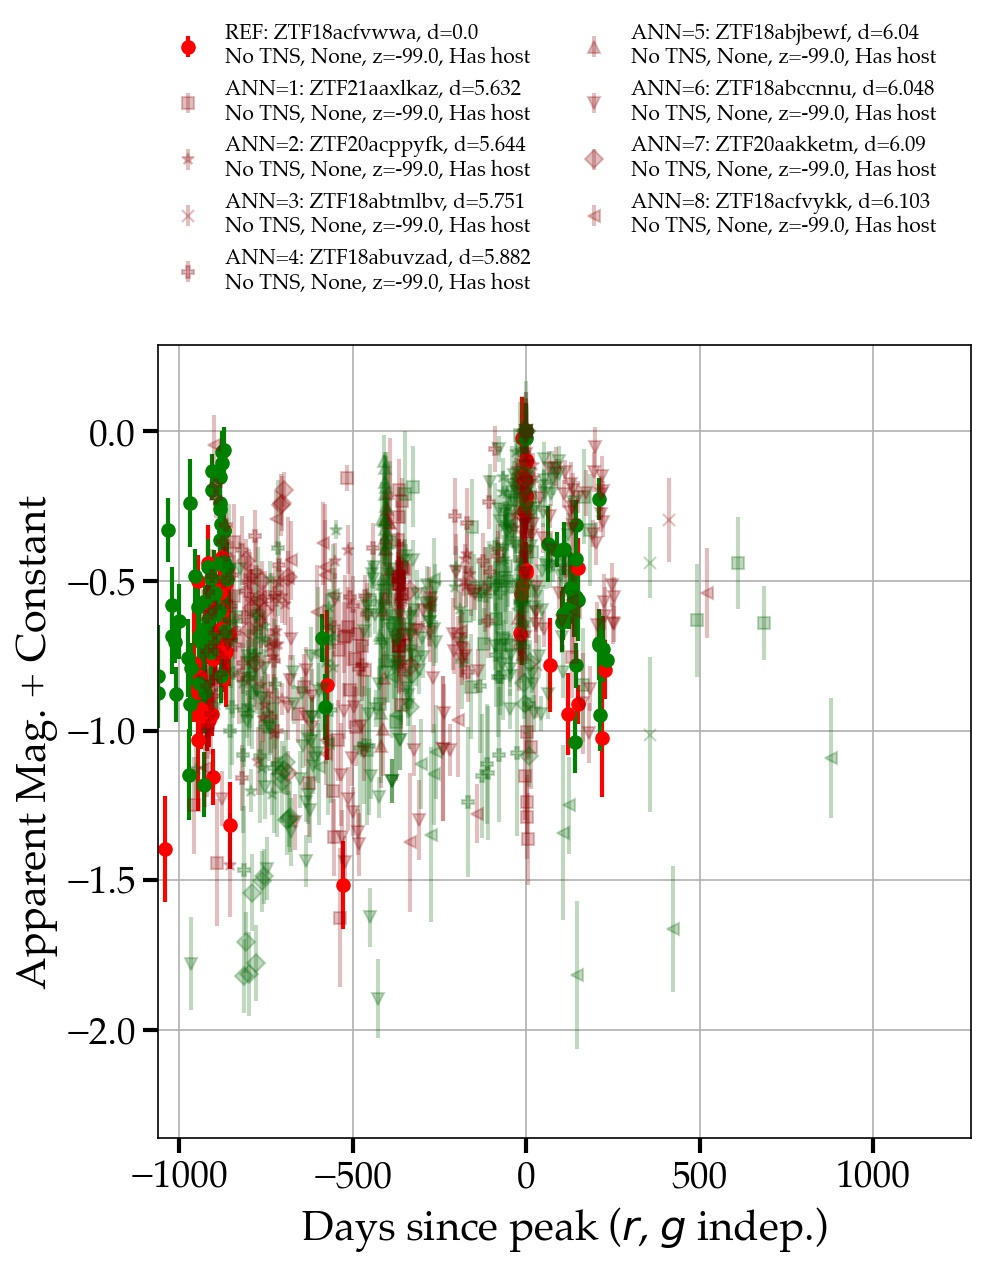 REF: ZTF18acfvwwa, d=0.0
No TNS, None, z=-99.0, Has host
ANN=1: ZTF21aaxlkaz, d=5.632
No TNS, None, z=-99.0, Has host
ANN=2: ZTF20acppyfk, d=5.644
No TNS, None, z=-99.0, Has host
ANN=3: ZTF18abtmlbv, d=5.751
No TNS, None, z=-99.0, Has host
ANN=4: ZTF18abuvzad, d=5.882
No TNS, None, z=-99.0, Has host
ANN=5: ZTF18abjbewf, d=6.04
No TNS, None, z=-99.0, Has host
ANN=6: ZTF18abccnnu, d=6.048
No TNS, None, z=-99.0, Has host
ANN=7: ZTF20aakketm, d=6.09
No TNS, None, z=-99.0, Has host
ANN=8: ZTF18acfvykk, d=6.103
No TNS, None, z=-99.0, Has host
Apparent Mag. + Constant
0.0
−0.5
−1.0
−1.5
−2.0
−1000 −500 0 500 1000
Days since peak (r, g indep.)